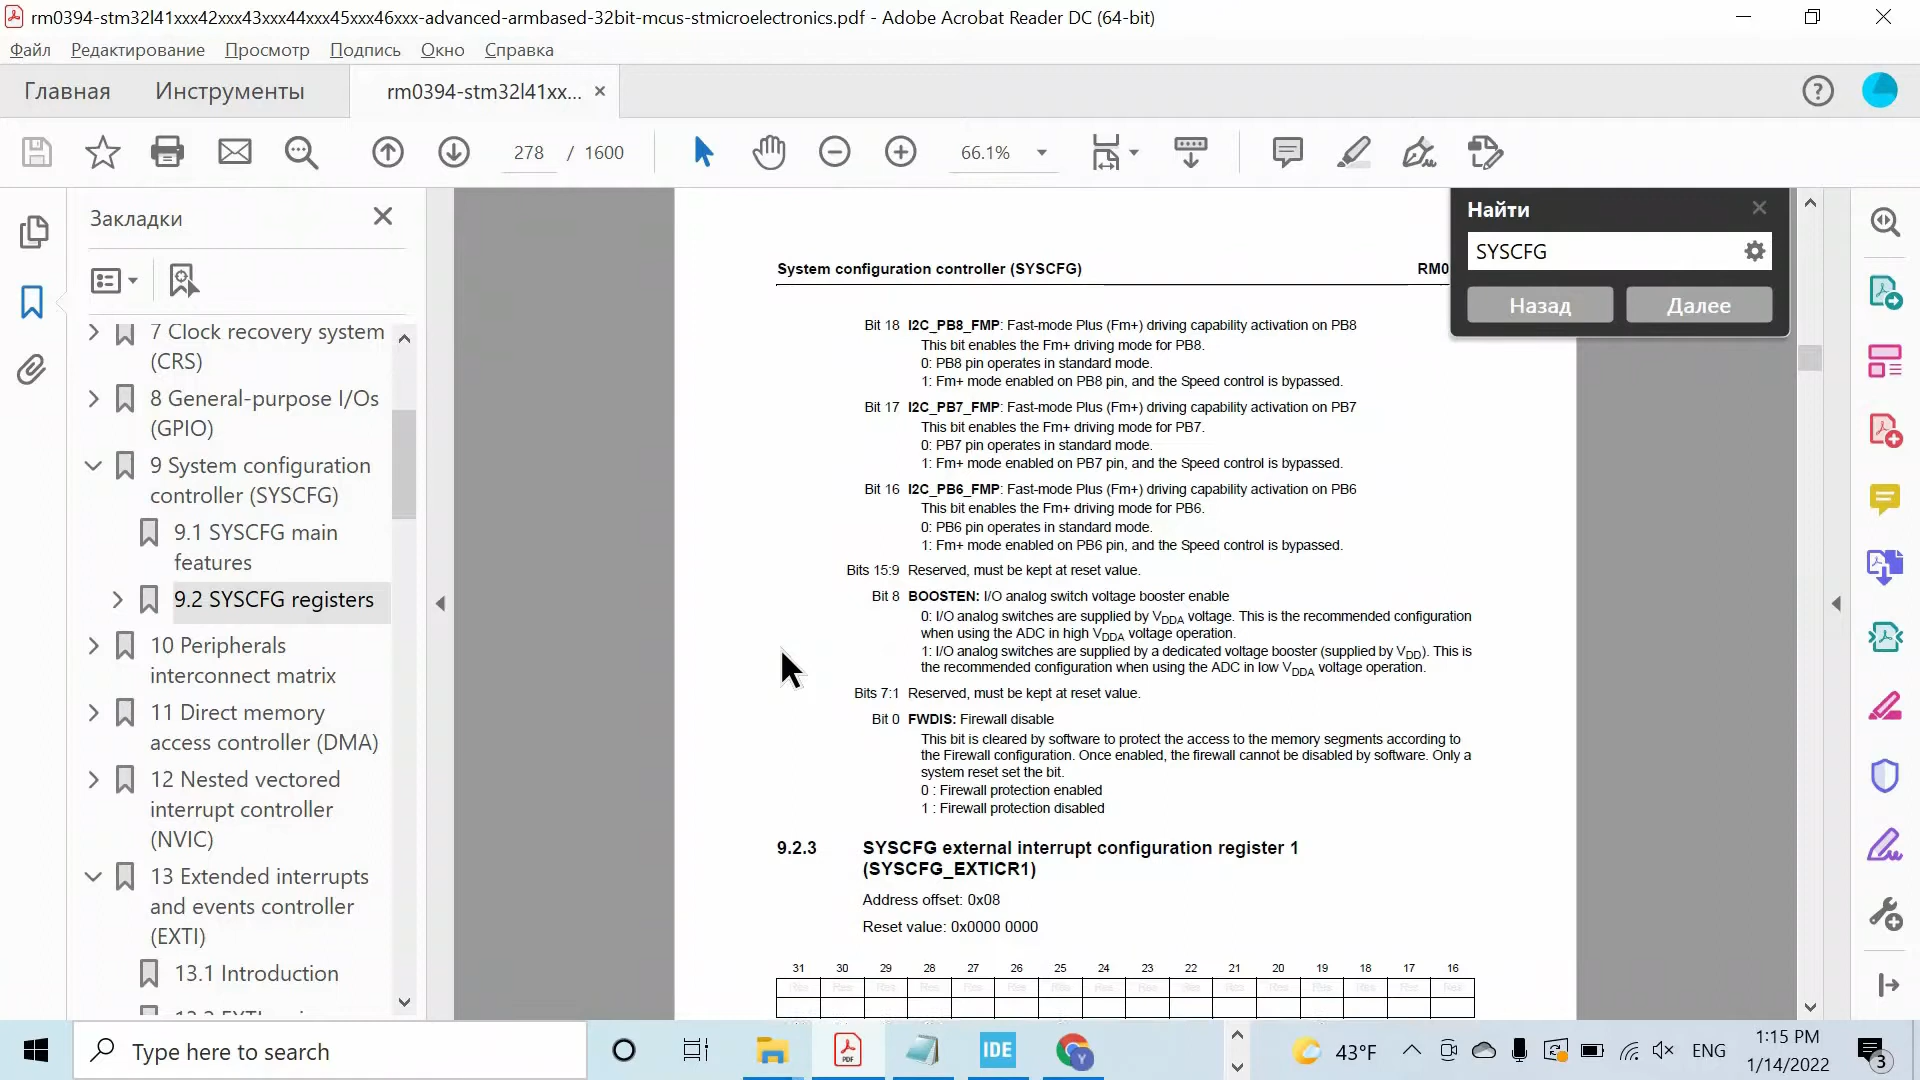 rm0394-stm32l41xxx42xxx43xxx44xxx45xxx46xxx-advanced-armbased-32bit-mcus-stmicroelectronics.pdf - Adobe Acrobat Reader DC (64-bit)
Файл Редактирование Просмотр Подпись Окно Справка
Главная Инструменты rm0394-stm32l41xx... ×
278 / 1600 66.1%
Закладки
7 Clock recovery system
(CRS)
8 General-purpose I/Os
(GPIO)
9 System configuration
controller (SYSCFG)
9.1 SYSCFG main
features
9.2 SYSCFG registers
10 Peripherals
interconnect matrix
11 Direct memory
access controller (DMA)
12 Nested vectored
interrupt controller
(NVIC)
13 Extended interrupts
and events controller
(EXTI)
13.1 Introduction
Найти
SYSCFG
Назад Далее
System configuration controller (SYSCFG) RM0
Bit 18 I2C_PB8_FMP: Fast-mode Plus (Fm+) driving capability activation on PB8
This bit enables the Fm+ driving mode for PB8.
0: PB8 pin operates in standard mode.
1: Fm+ mode enabled on PB8 pin, and the Speed control is bypassed.
Bit 17 I2C_PB7_FMP: Fast-mode Plus (Fm+) driving capability activation on PB7
This bit enables the Fm+ driving mode for PB7.
0: PB7 pin operates in standard mode.
1: Fm+ mode enabled on PB7 pin, and the Speed control is bypassed.
Bit 16 I2C_PB6_FMP: Fast-mode Plus (Fm+) driving capability activation on PB6
This bit enables the Fm+ driving mode for PB6.
0: PB6 pin operates in standard mode.
1: Fm+ mode enabled on PB6 pin, and the Speed control is bypassed.
Bits 15:9 Reserved, must be kept at reset value.
Bit 8 BOOSTEN: I/O analog switch voltage booster enable
0: I/O analog switches are supplied by VDDA voltage. This is the recommended configuration
when using the ADC in high VDDA voltage operation.
1: I/O analog switches are supplied by a dedicated voltage booster (supplied by VDD). This is
the recommended configuration when using the ADC in low VDDA voltage operation.
Bits 7:1 Reserved, must be kept at reset value.
Bit 0 FWDIS: Firewall disable
This bit is cleared by software to protect the access to the memory segments according to
the Firewall configuration. Once enabled, the firewall cannot be disabled by software. Only a
system reset set the bit.
0 : Firewall protection enabled
1 : Firewall protection disabled
9.2.3 SYSCFG external interrupt configuration register 1
(SYSCFG_EXTICR1)
Address offset: 0x08
Reset value: 0x0000 0000
31 30 29 28 27 26 25 24 23 22 21 20 19 18 17 16
Res Res Res Res Res Res Res Res Res Res Res Res Res Res Res Res
Type here to search
PDF
IDE
Y
43°F
ENG
1:15 PM
1/14/2022
3